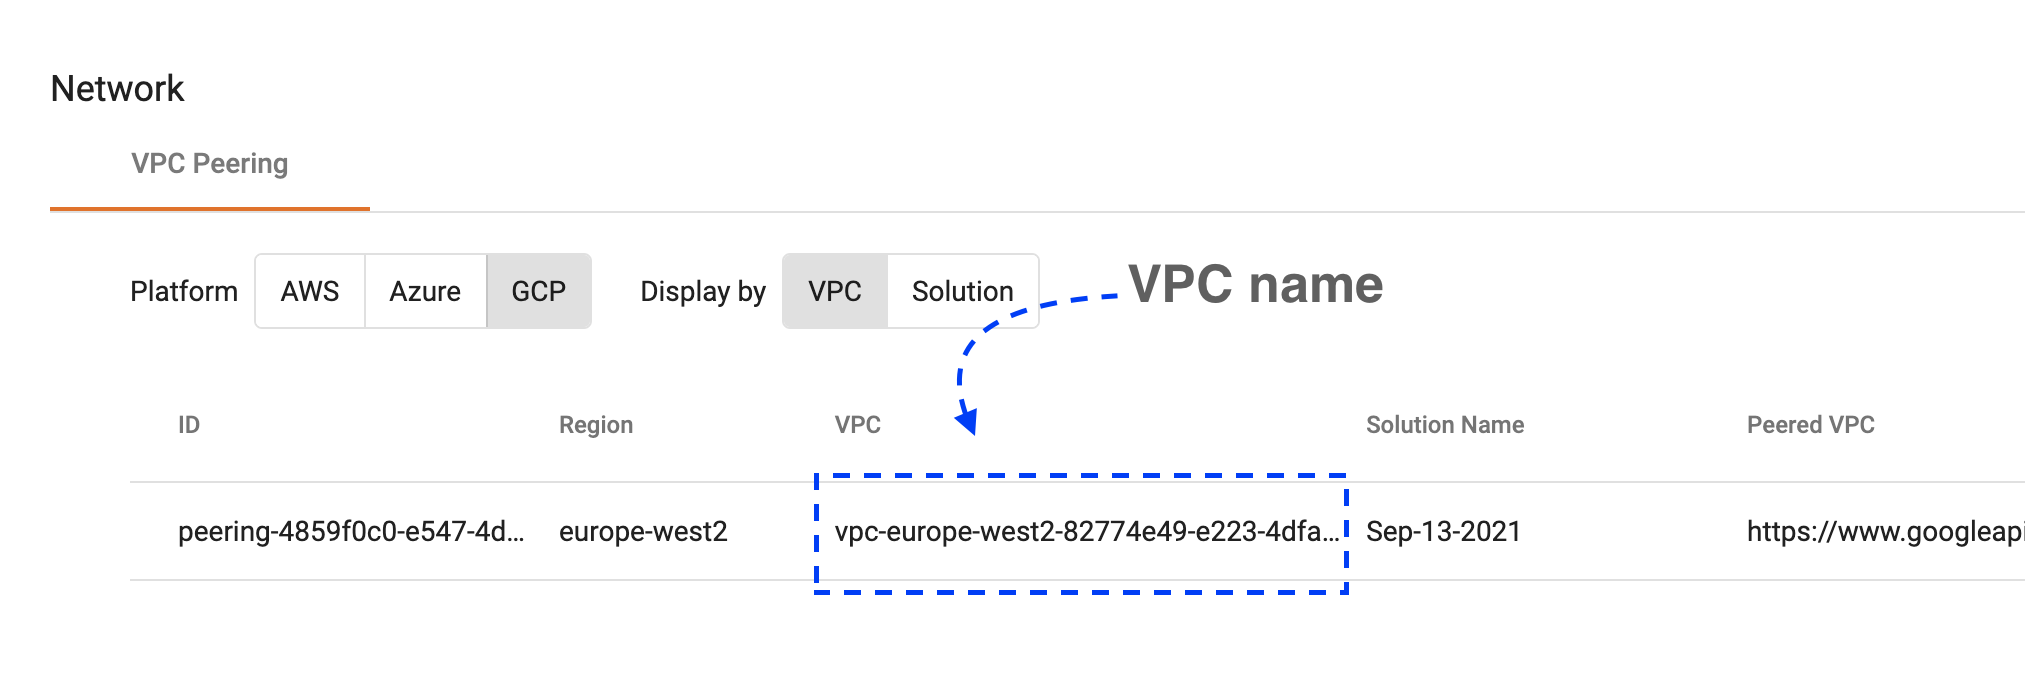 Network
VPC Peering
Platform AWS Azure GCP Display by VPC Solution VPC name
ID Region VPC Solution Name Peered VPC
peering-4859f0c0-e547-4d... europe-west2 vpc-europe-west2-82774e49-e223-4dfa... Sep-13-2021 https://www.googleapi